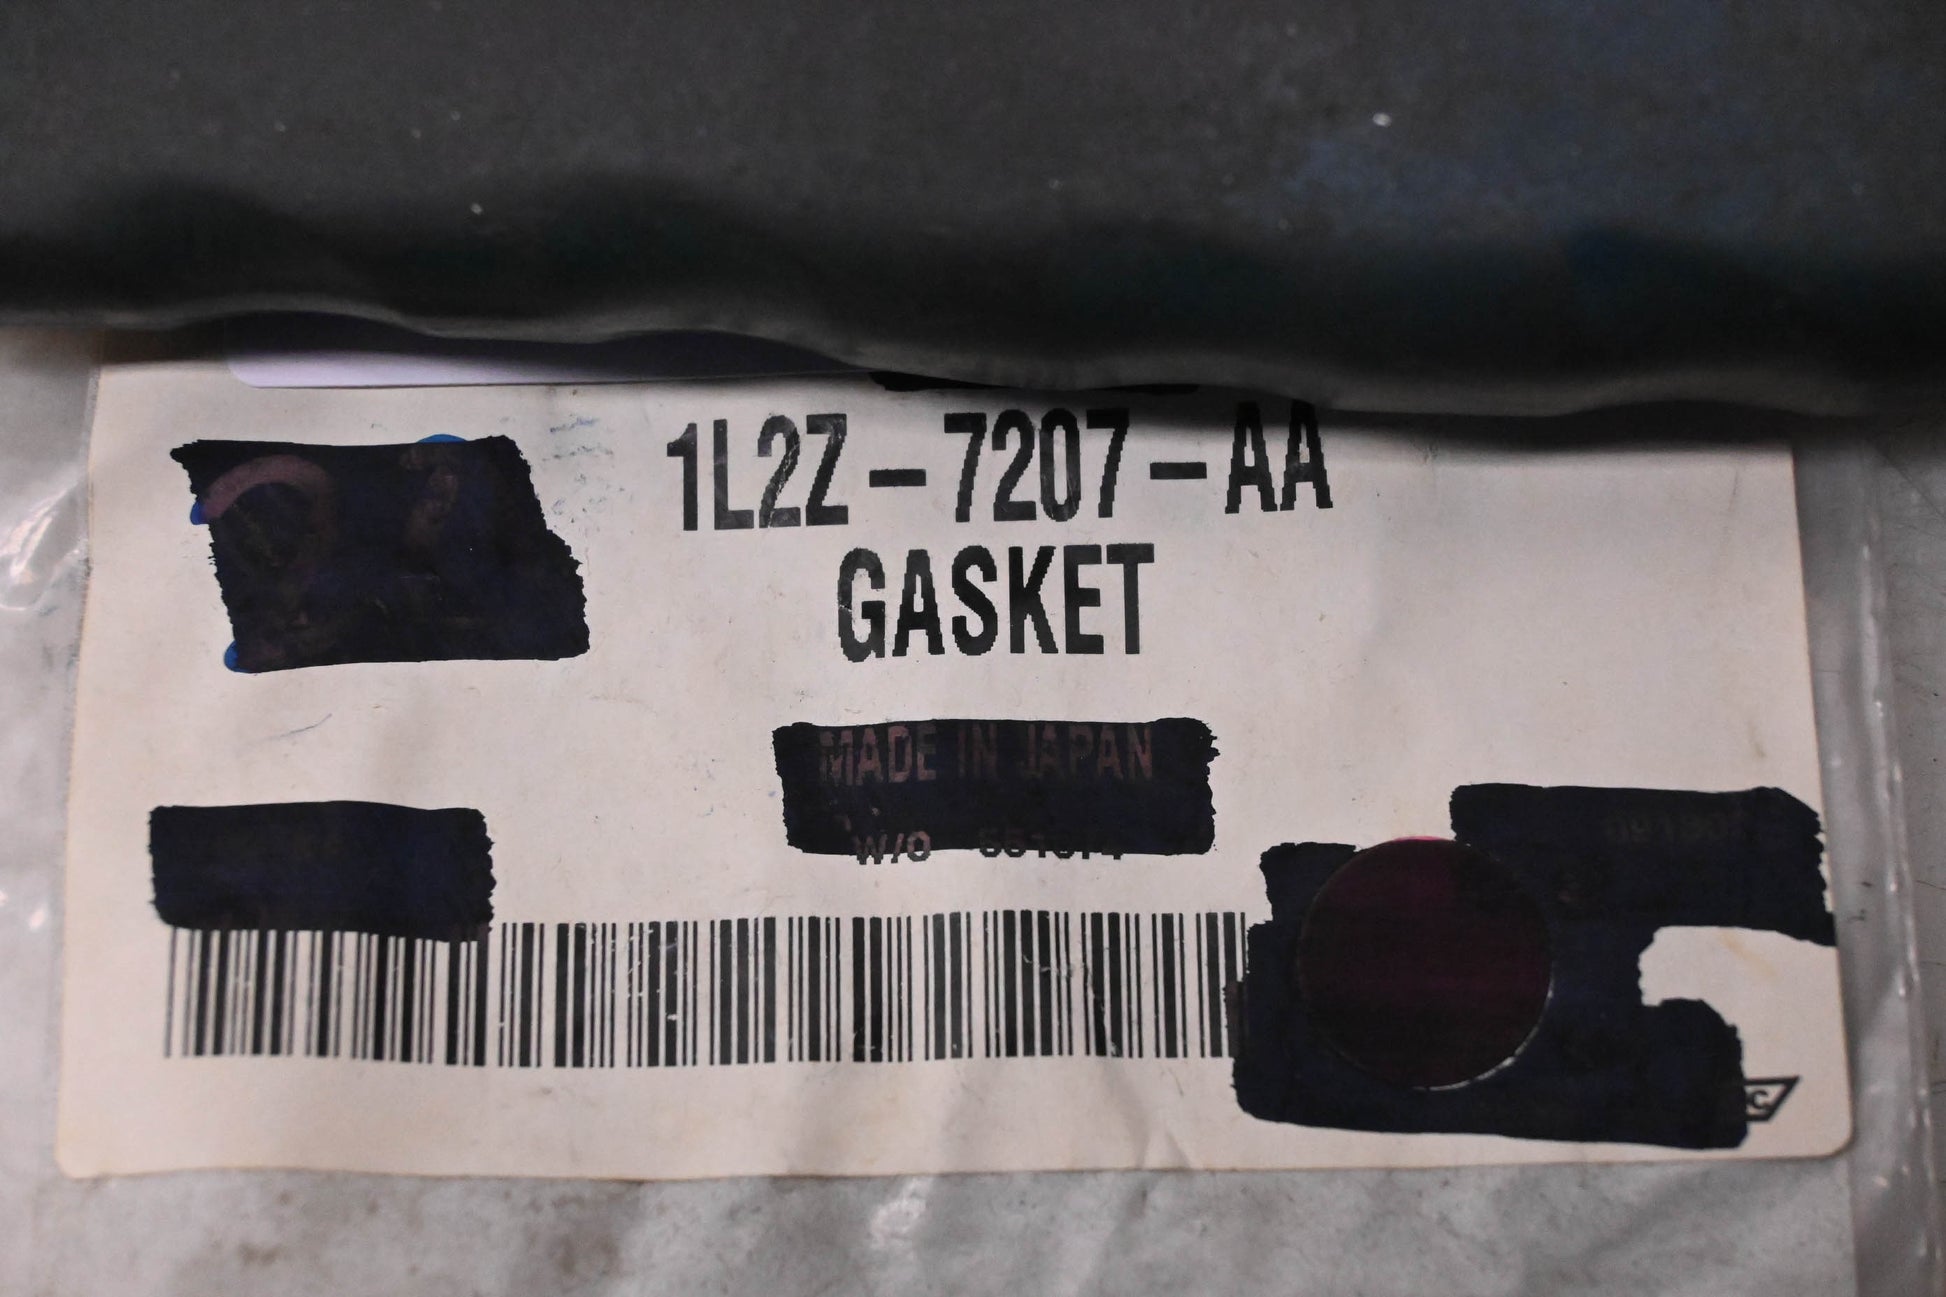 1L2Z-7207-AA
GASKET
MADE IN JAPAN
W/O